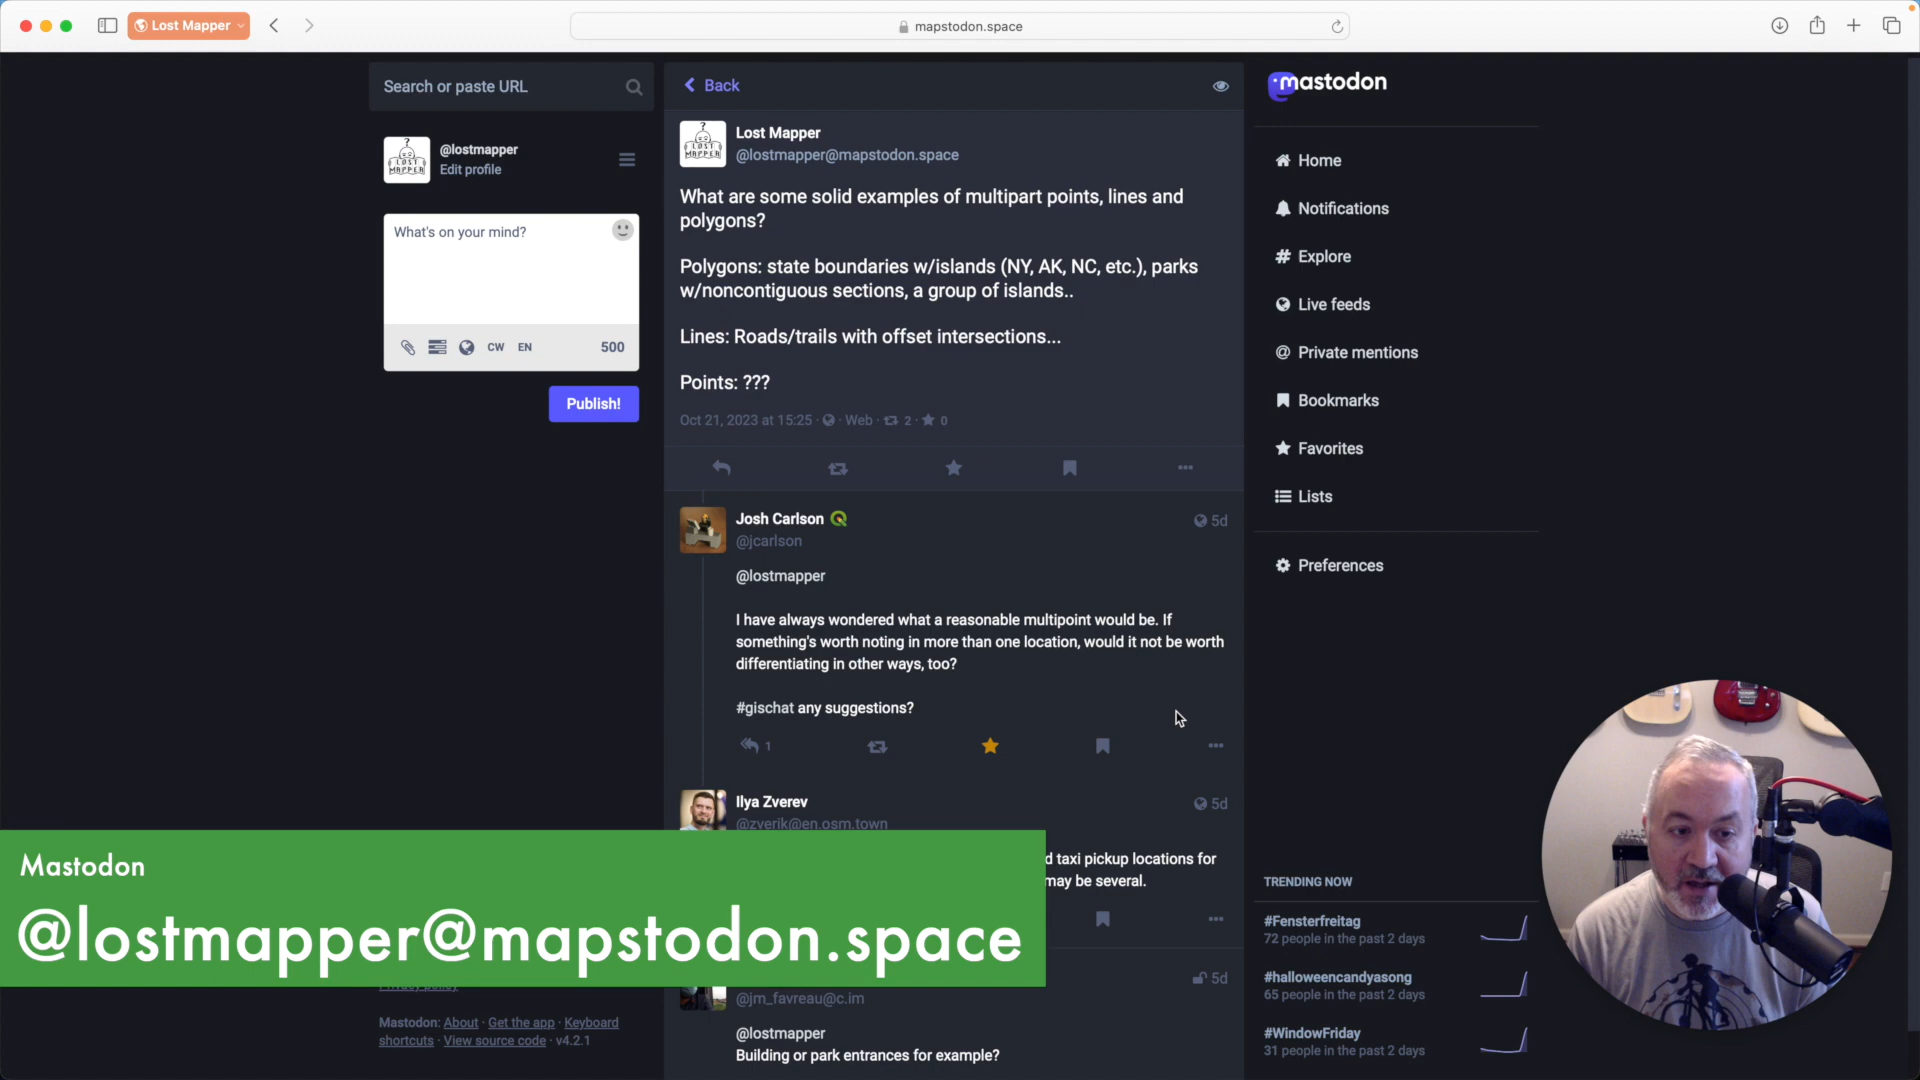 Lost Mapper
mapstodon.space
Search or paste URL
@lostmapper
Edit profile
What's on your mind?
CW
EN
500
Publish!
Back
Lost Mapper
@lostmapper@mapstodon.space
What are some solid examples of multipart points, lines and
polygons?
Polygons: state boundaries w/islands (NY, AK, NC, etc.), parks
w/noncontiguous sections, a group of islands..
Lines: Roads/trails with offset intersections...
Points: ???
Oct 21, 2023 at 15:25 · Web · 2 · 0
Josh Carlson
5d
@jcarlson
@lostmapper
I have always wondered what a reasonable multipoint would be. If
something's worth noting in more than one location, would it not be worth
differentiating in other ways, too?
#gischat any suggestions?
1
Ilya Zverev
5d
@zverik@en.osm.town
d taxi pickup locations for
may be several.
5d
@jm_favreau@c.im
@lostmapper
Building or park entrances for example?
mastodon
Home
Notifications
Explore
Live feeds
Private mentions
Bookmarks
Favorites
Lists
Preferences
TRENDING NOW
#Fensterfreitag
72 people in the past 2 days
#halloweencandyasong
65 people in the past 2 days
#WindowFriday
31 people in the past 2 days
Mastodon
@lostmapper@mapstodon.space
Privacy policy
Mastodon: About · Get the app · Keyboard
shortcuts · View source code · v4.2.1